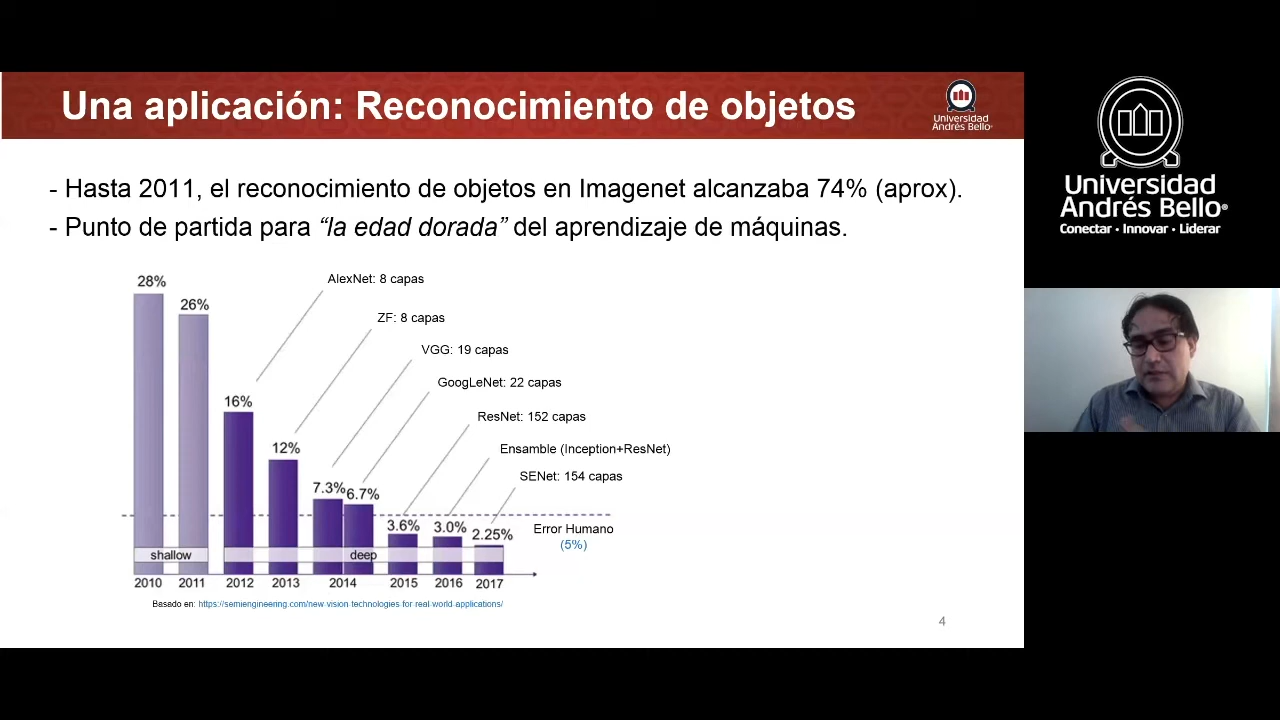 Una aplicación: Reconocimiento de objetos
Universidad
Andrés Bello®
- Hasta 2011, el reconocimiento de objetos en Imagenet alcanzaba 74% (aprox).
- Punto de partida para “la edad dorada” del aprendizaje de máquinas.
28%
26%
16%
12%
7.3%
6.7%
3.6%
3.0%
2.25%
AlexNet: 8 capas
ZF: 8 capas
VGG: 19 capas
GoogLeNet: 22 capas
ResNet: 152 capas
Ensamble (Inception+ResNet)
SENet: 154 capas
Error Humano
(5%)
shallow
deep
2010 2011 2012 2013 2014 2015 2016 2017
Basado en: https://semiengineering.com/new-vision-technologies-for-real-world-applications/
4
Universidad
Andrés Bello®
Conectar · Innovar · Liderar